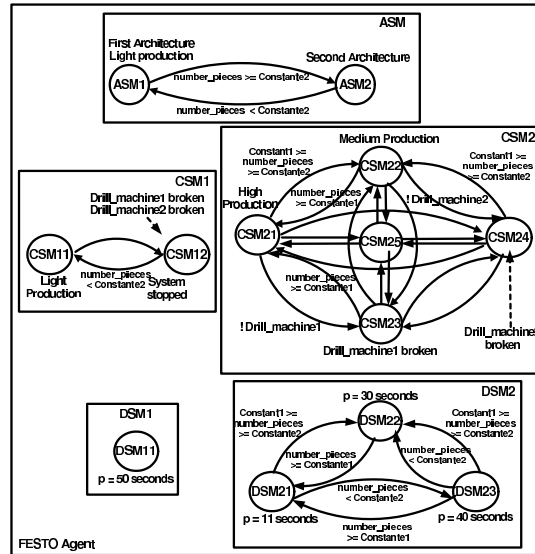 ASM
First Architecture
Light production
Second Architecture
number_pieces >= Constante2
ASM1
ASM2
number_pieces < Constante2
CSM2
Medium Production
Constant1 >=
number_pieces
>= Constante2
CSM22
Constant1 >=
number_pieces
>= Constante2
number_pieces
>= Constante1
! Drill_machine2
High
Production
CSM21
CSM25
CSM24
number_pieces
>= Constante1
! Drill_machine1
CSM23
Drill_machine1 broken
Drill_machine
broken
CSM1
Drill_machine1 broken
Drill_machine2 broken
CSM11
CSM12
number_pieces
< Constante2
Light
Production
System
stopped
DSM1
DSM11
p = 50 seconds
DSM2
p = 30 seconds
Constant1 >=
number_pieces
>= Constante2
DSM22
Constant1 >=
number_pieces
>= Constante2
number_pieces
>= Constante1
number_pieces
< Constante2
DSM21
number_pieces
< Constante2
DSM23
p = 11 seconds
p = 40 seconds
number_pieces
>= Constante1
FESTO Agent